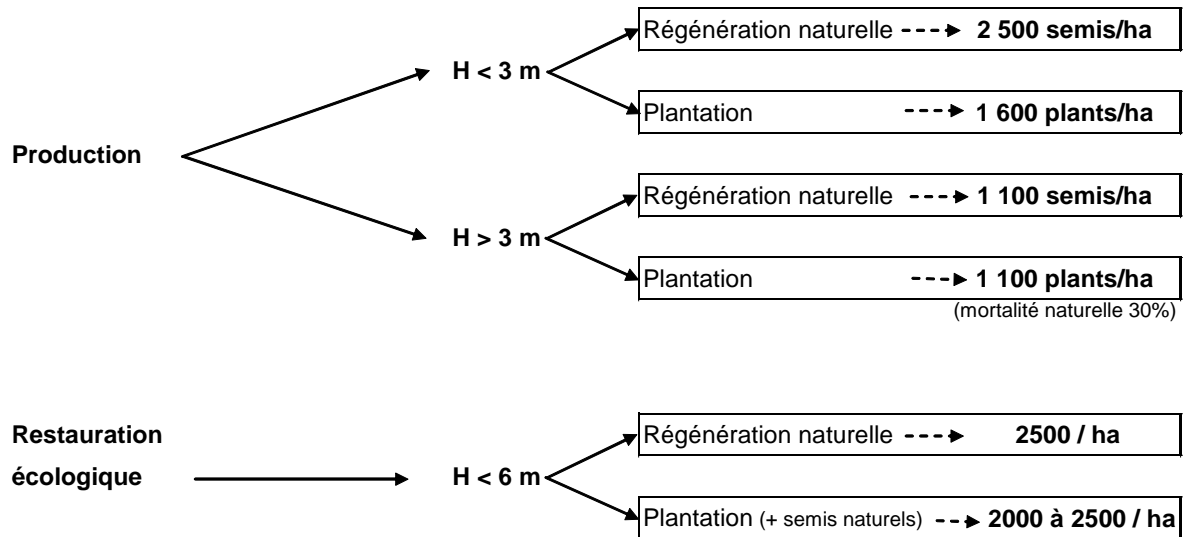 Régénération naturelle 2 500 semis/ha
H < 3 m
Plantation 1 600 plants/ha
Production
Régénération naturelle 1 100 semis/ha
H > 3 m
Plantation 1 100 plants/ha
(mortalité naturelle 30%)
Restauration
écologique
H < 6 m
Régénération naturelle 2500 / ha
Plantation (+ semis naturels) 2000 à 2500 / ha